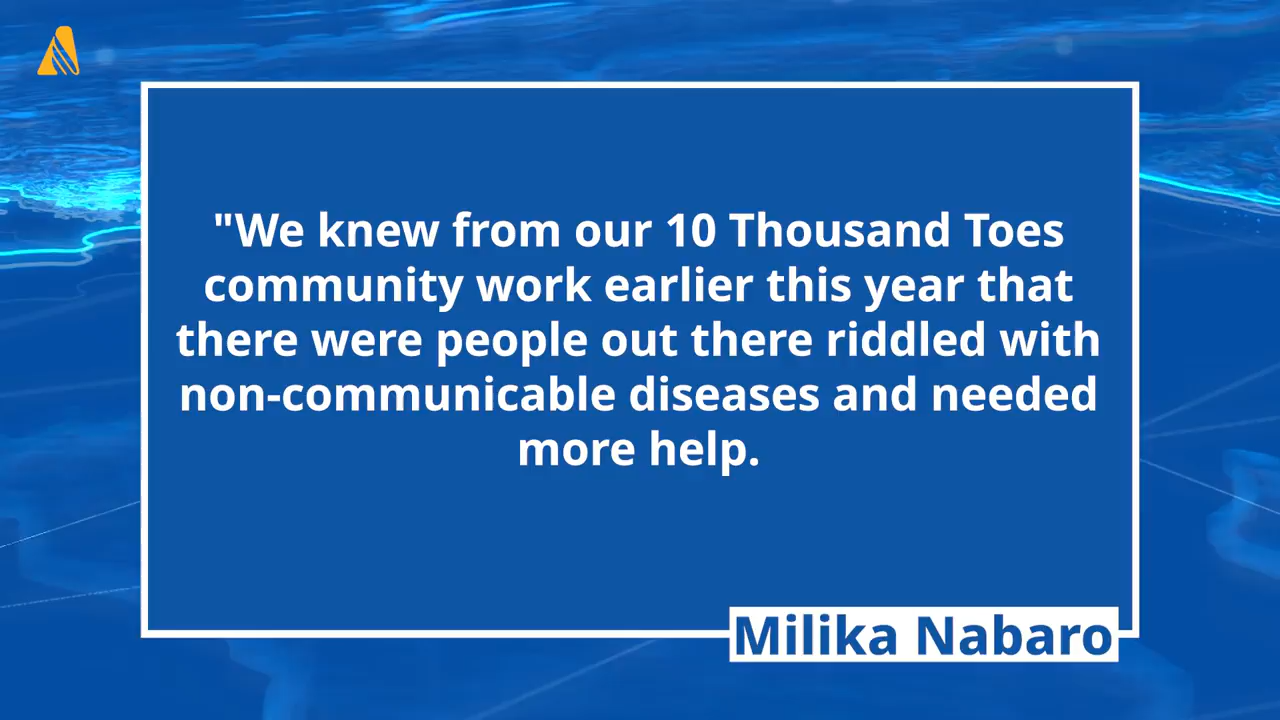 "We knew from our 10 Thousand Toes
community work earlier this year that
there were people out there riddled with
non-communicable diseases and needed
more help.
Milika Nabaro